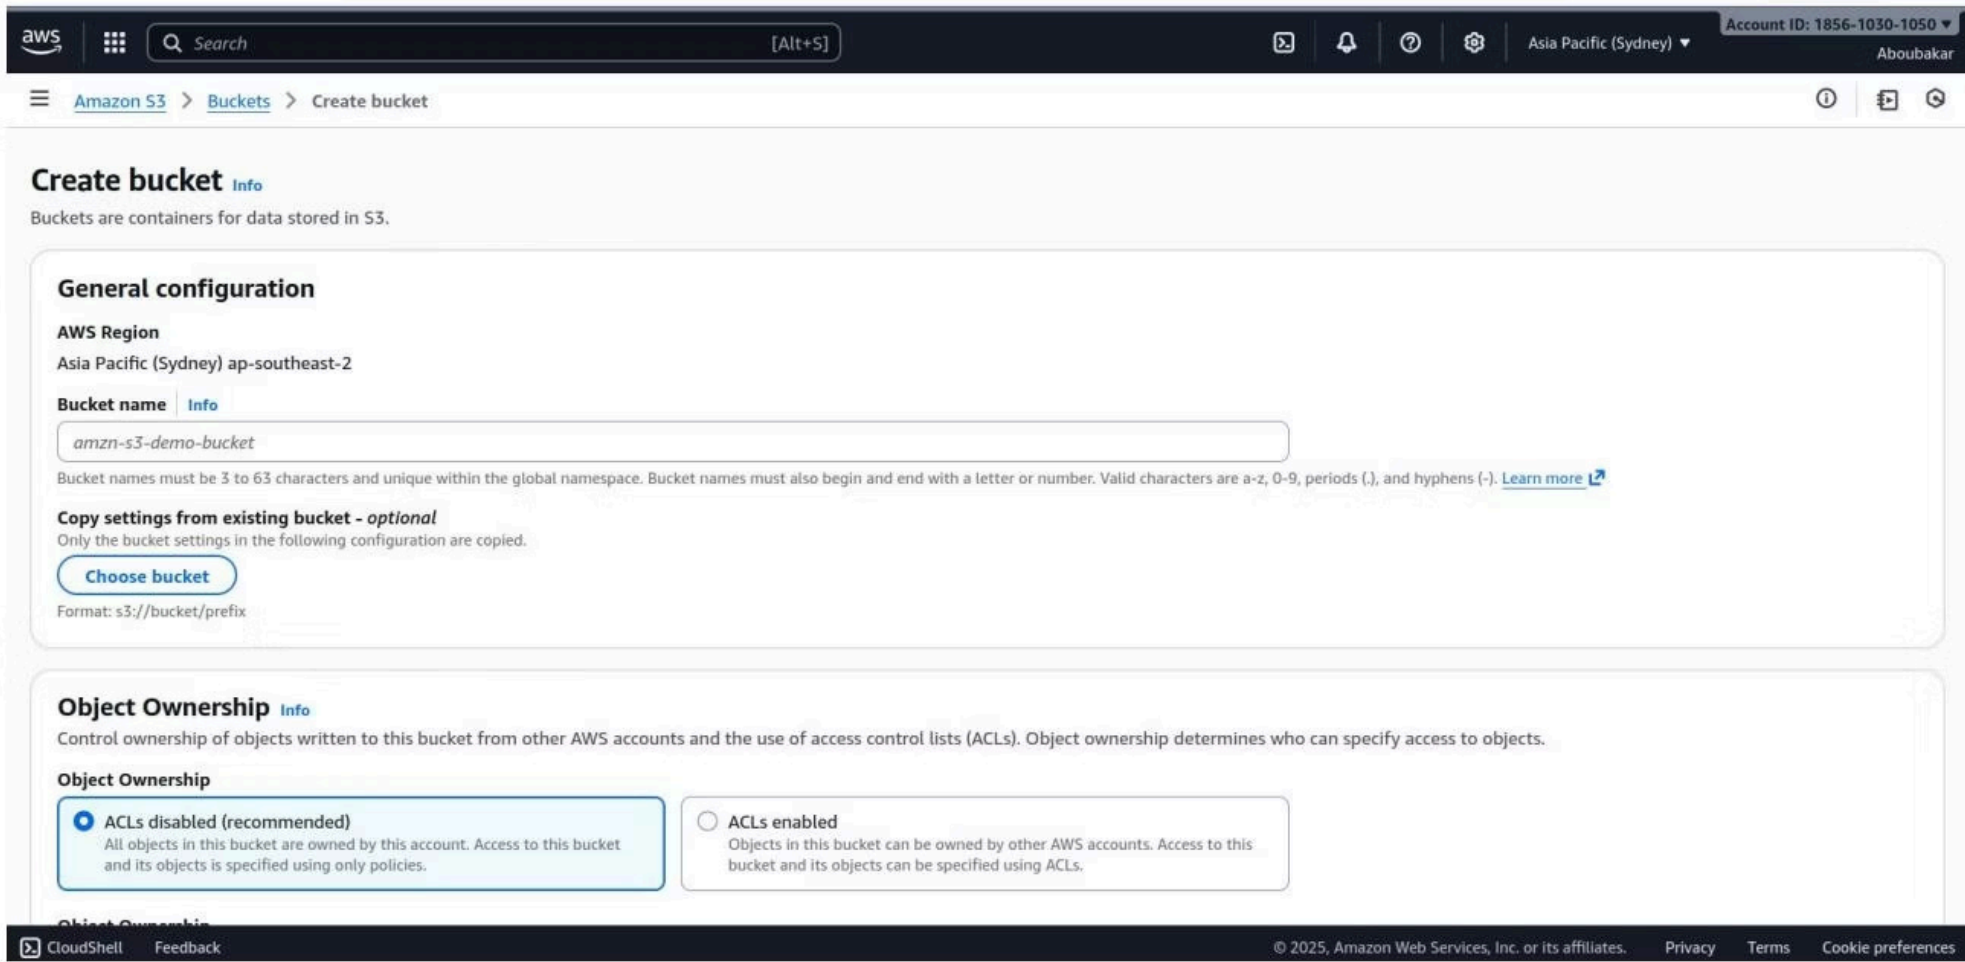 aws
Search [Alt+S]
Asia Pacific (Sydney) ▼
Account ID: 1856-1030-1050 ▼
Aboubakar
Amazon S3 > Buckets > Create bucket
Create bucket Info
Buckets are containers for data stored in S3.
General configuration
AWS Region
Asia Pacific (Sydney) ap-southeast-2
Bucket name Info
amzn-s3-demo-bucket
Bucket names must be 3 to 63 characters and unique within the global namespace. Bucket names must also begin and end with a letter or number. Valid characters are a-z, 0-9, periods (.), and hyphens (-). Learn more
Copy settings from existing bucket - optional
Only the bucket settings in the following configuration are copied.
Choose bucket
Format: s3://bucket/prefix
Object Ownership Info
Control ownership of objects written to this bucket from other AWS accounts and the use of access control lists (ACLs). Object ownership determines who can specify access to objects.
Object Ownership
ACLs disabled (recommended)
All objects in this bucket are owned by this account. Access to this bucket
and its objects is specified using only policies.
ACLs enabled
Objects in this bucket can be owned by other AWS accounts. Access to this
bucket and its objects can be specified using ACLs.
Object Ownership
CloudShell Feedback
© 2025, Amazon Web Services, Inc. or its affiliates. Privacy Terms Cookie preferences